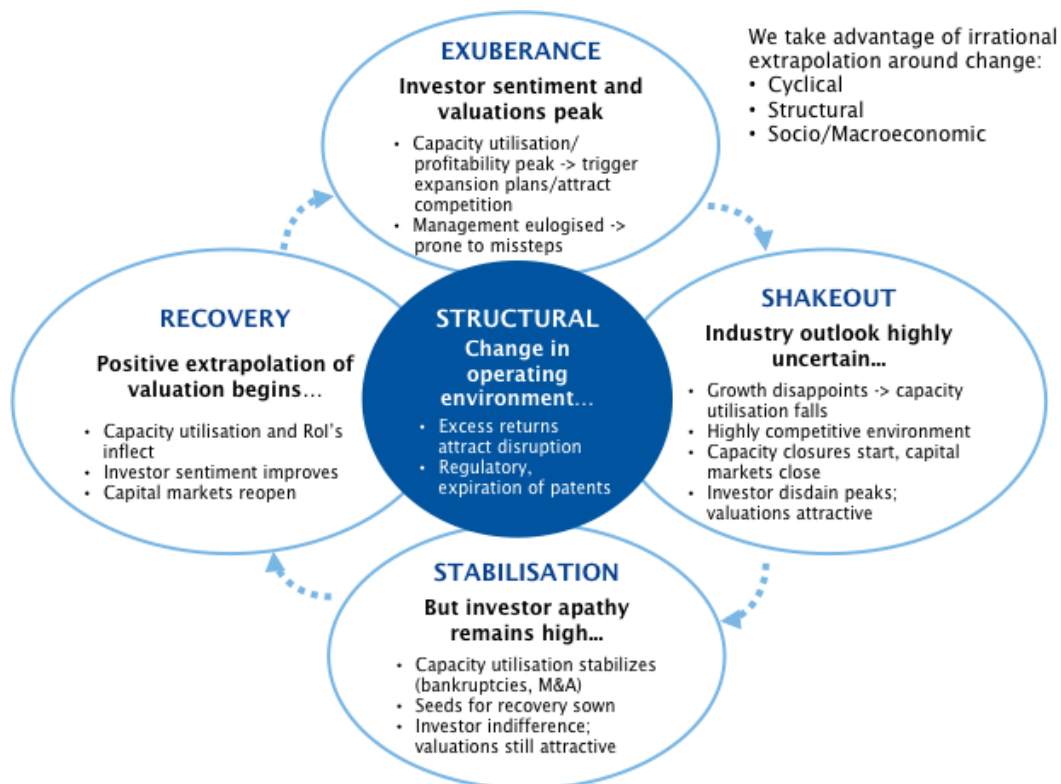 EXUBERANCE
Investor sentiment and
valuations peak
• Capacity utilisation/
profitability peak -> trigger
expansion plans/attract
competition
• Management eulogised ->
prone to missteps
We take advantage of irrational
extrapolation around change:
• Cyclical
• Structural
• Socio/Macroeconomic
RECOVERY
Positive extrapolation of
valuation begins...
• Capacity utilisation and RoI's
inflect
• Investor sentiment improves
• Capital markets reopen
STRUCTURAL
Change in
operating
environment...
• Excess returns
attract disruption
• Regulatory,
expiration of patents
SHAKEOUT
Industry outlook highly
uncertain...
• Growth disappoints -> capacity
utilisation falls
• Highly competitive environment
• Capacity closures start, capital
markets close
• Investor disdain peaks;
valuations attractive
STABILISATION
But investor apathy
remains high...
• Capacity utilisation stabilizes
(bankruptcies, M&A)
• Seeds for recovery sown
• Investor indifference;
valuations still attractive